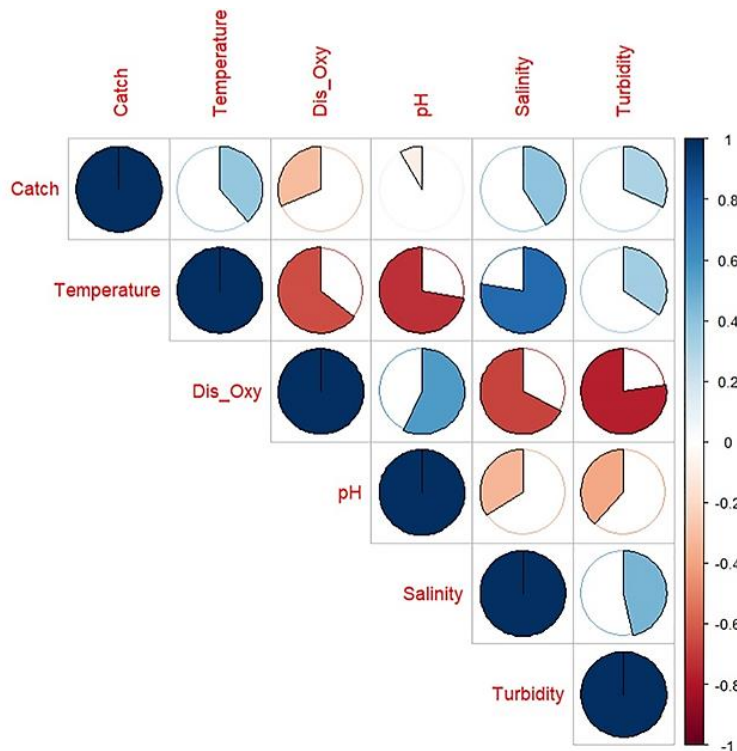 Catch
Temperature
Dis_Oxy
pH
Salinity
Turbidity
Catch
Temperature
Dis_Oxy
pH
Salinity
Turbidity
1
0.8
0.6
0.4
0.2
0
-0.2
-0.4
-0.6
-0.8
-1